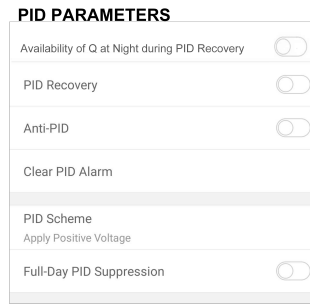 PID PARAMETERS
Availability of Q at Night during PID Recovery
PID Recovery
Anti-PID
Clear PID Alarm
PID Scheme
Apply Positive Voltage
Full-Day PID Suppression